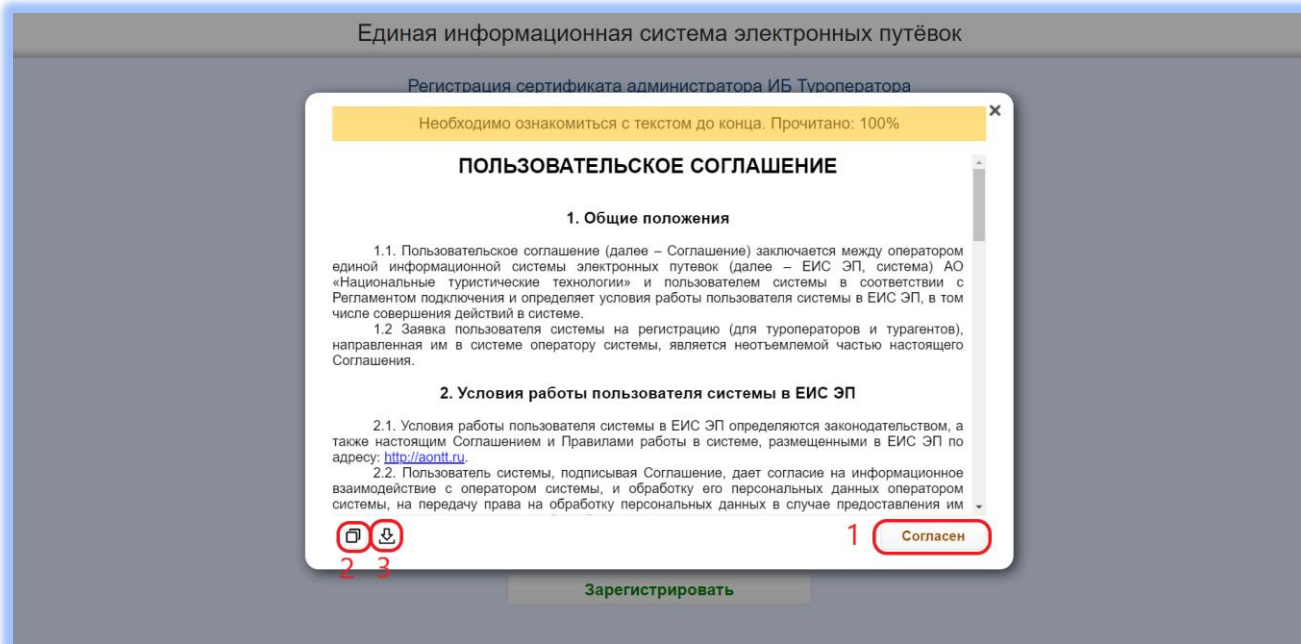 Единая информационная система электронных путёвок
Регистрация сертификата администратора ИБ Туроператора
Необходимо ознакомиться с текстом до конца. Прочитано: 100%
ПОЛЬЗОВАТЕЛЬСКОЕ СОГЛАШЕНИЕ
1. Общие положения
1.1. Пользовательское соглашение (далее – Соглашение) заключается между оператором
единой информационной системы электронных путевок (далее – ЕИС ЭП, система) АО
«Национальные туристические технологии» и пользователем системы в соответствии с
Регламентом подключения и определяет условия работы пользователя системы в ЕИС ЭП, в том
числе совершения действий в системе.
1.2 Заявка пользователя системы на регистрацию (для туроператоров и турагентов),
направленная им в системе оператору системы, является неотъемлемой частью настоящего
Соглашения.
2. Условия работы пользователя системы в ЕИС ЭП
2.1. Условия работы пользователя системы в ЕИС ЭП определяются законодательством, а
также настоящим Соглашением и Правилами работы в системе, размещенными в ЕИС ЭП по
адресу: http://aontt.ru.
2.2. Пользователь системы, подписывая Соглашение, дает согласие на информационное
взаимодействие с оператором системы, и обработку его персональных данных оператором
системы, на передачу права на обработку персональных данных в случае предоставления им
1 Согласен
2 3
Зарегистрировать